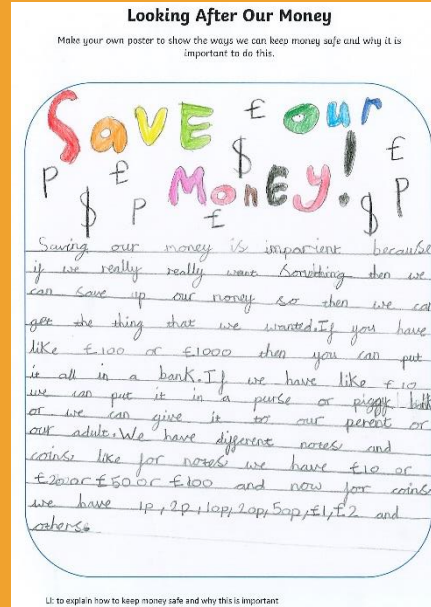 Looking After Our Money
Make your own poster to show the ways we can keep money safe and why it is
important to do this.
Save our
£
£
£
p
$
Money!
p
$
p
£
$
Saving our money is imporient because
if we really really want Something then we
can save up our money so then we ca
get the thing that we wanted.If you have
like £100 or £1000 then you can put
it all in a bank.If we have like £10
we can put it in a purse or piggy bank
or we can give it to our perent or
our adult.We have different notes and
coins like for notes we have £10 or
£20 or £50 or £100 and now for coins
we have 1p, 2p, 10p, 20p, 50p, £1, £2 and
others.
LI: to explain how to keep money safe and why this is important